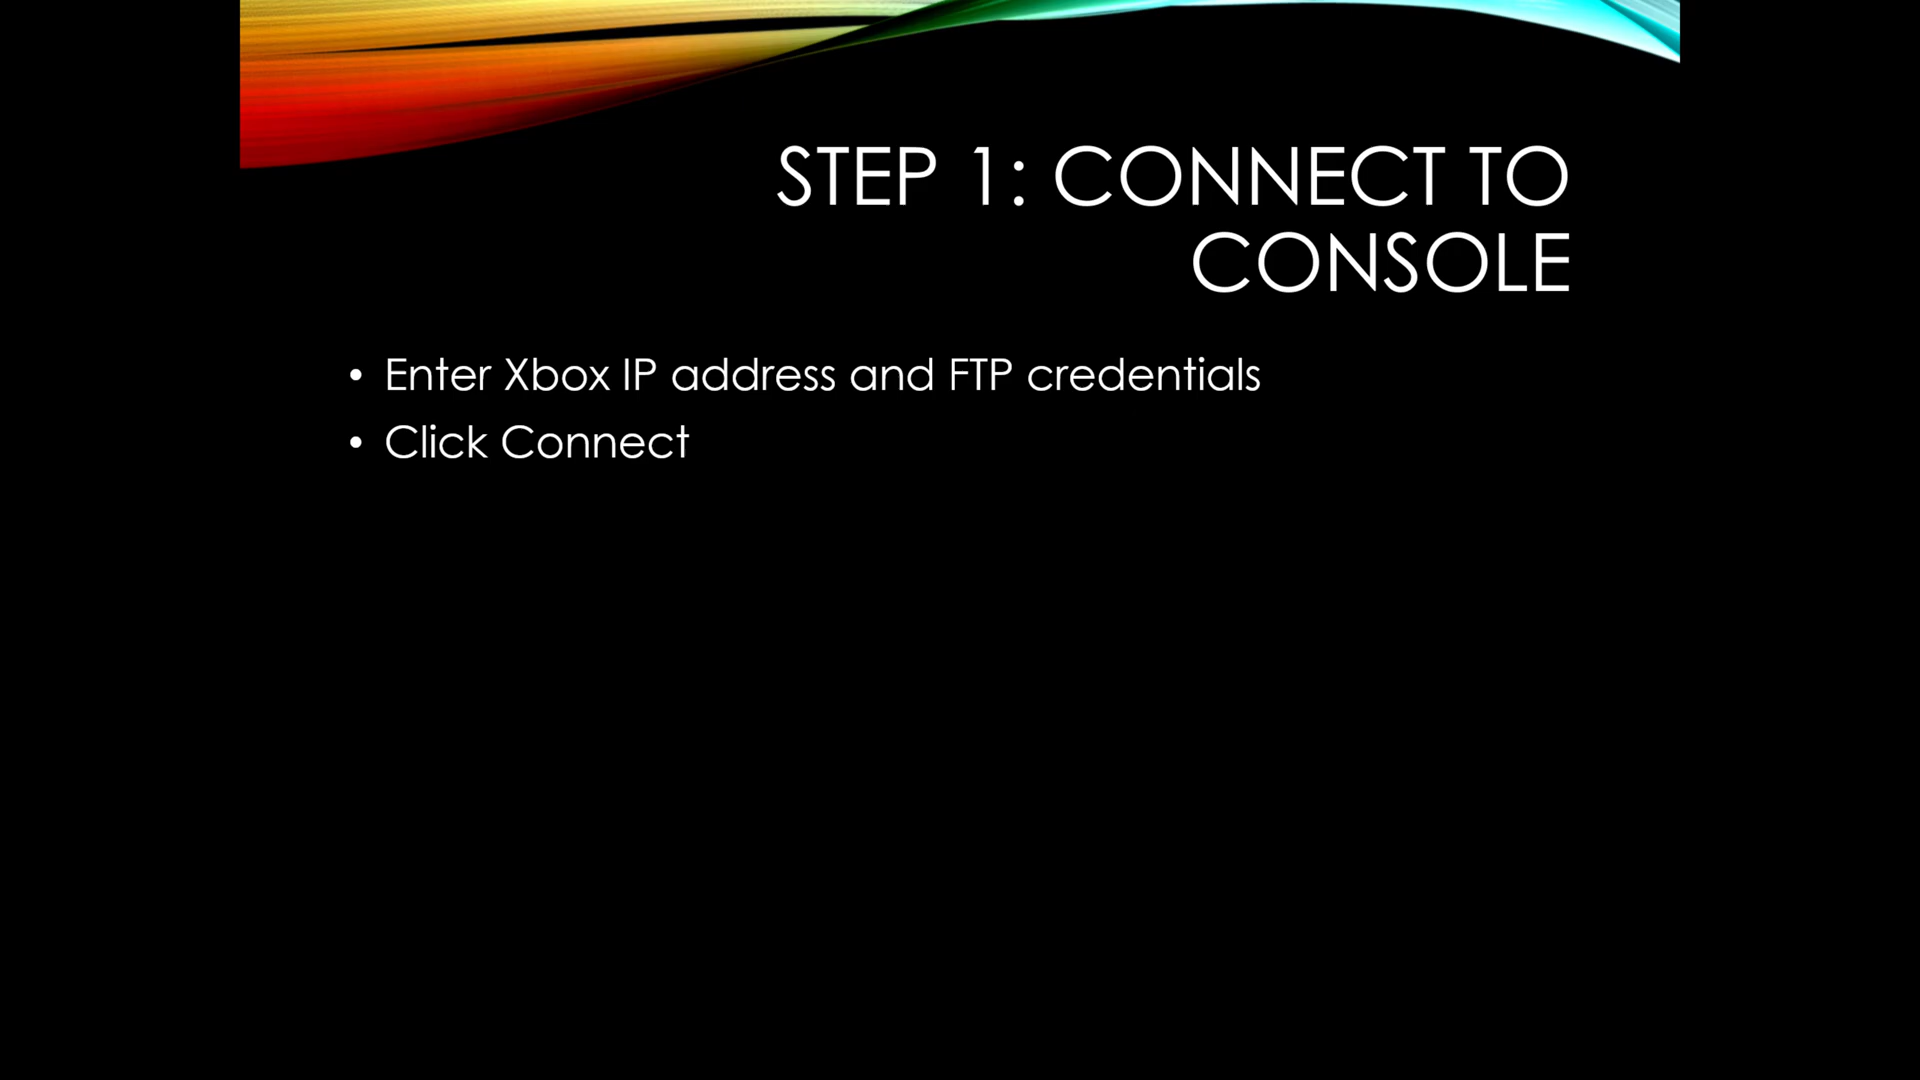 STEP 1: CONNECT TO
CONSOLE
• Enter Xbox IP address and FTP credentials
• Click Connect